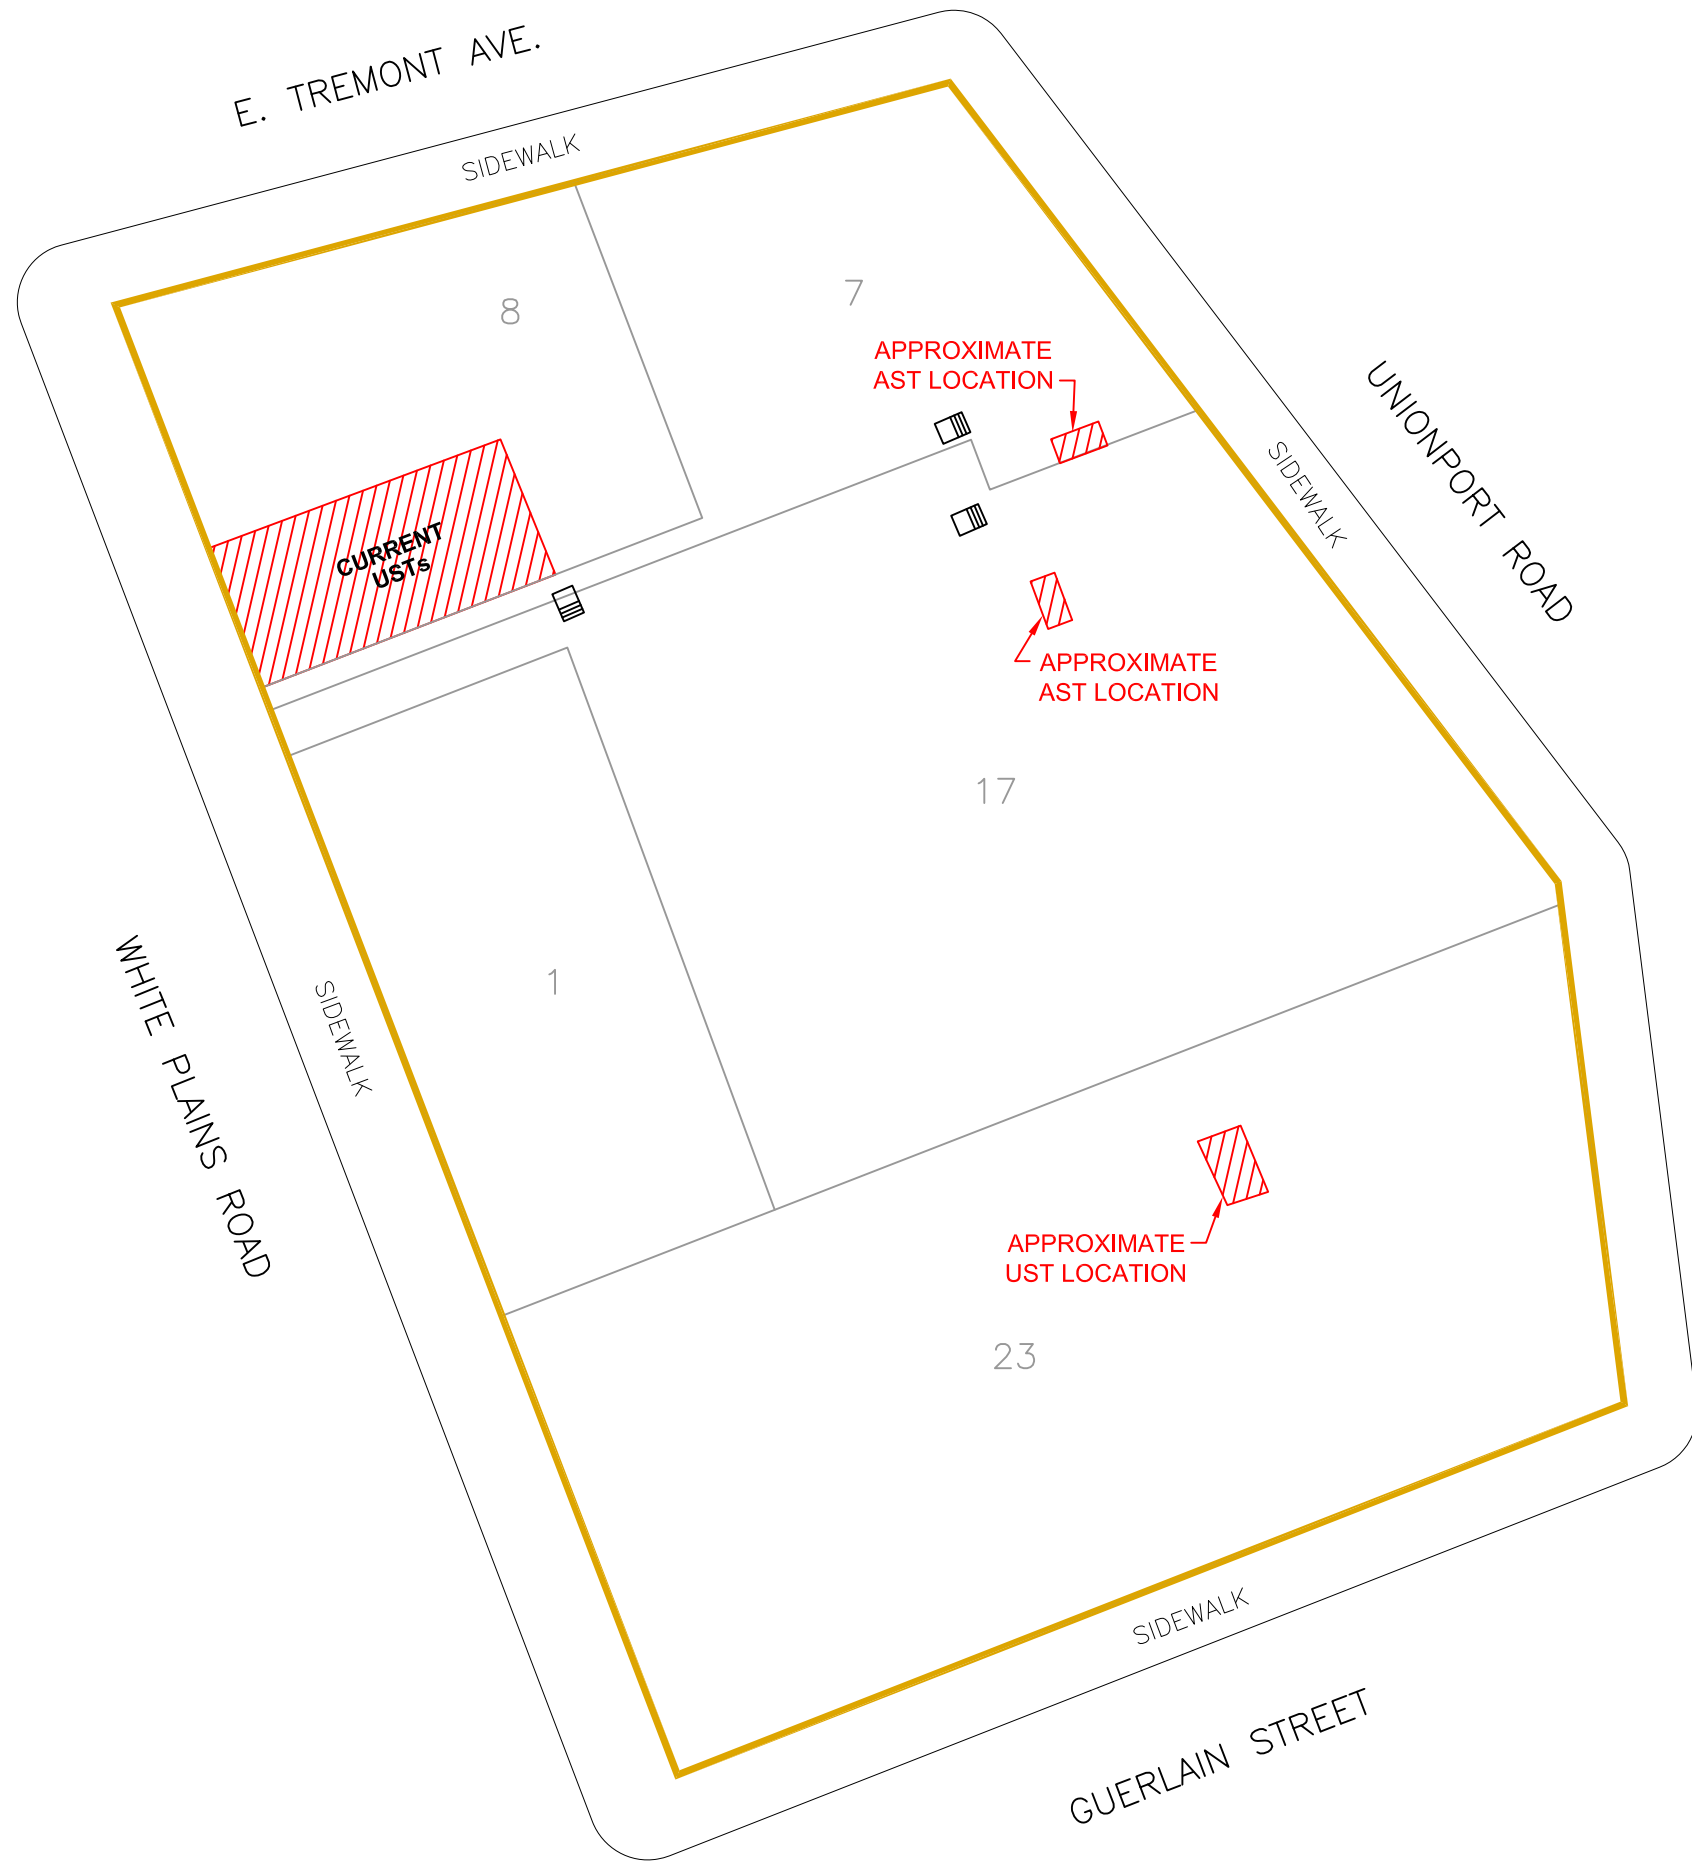 E. TREMONT AVE.
SIDEWALK
8
7
APPROXIMATE
AST LOCATION
UNIONPORT ROAD
SIDEWALK
CURRENT
USTs
APPROXIMATE
AST LOCATION
17
WHITE PLAINS ROAD
SIDEWALK
1
APPROXIMATE
UST LOCATION
23
SIDEWALK
GUERLAIN STREET